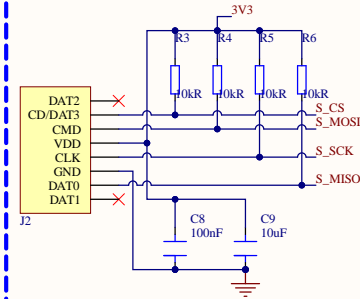 3V3
R3 R4 R5 R6
10kR 10kR 10kR 10kR
DAT2
CD/DAT3 S_CS
CMD S_MOSI
VDD
CLK S_SCK
GND
DAT0 S_MISO
DAT1
J2
C8 C9
100nF 10uF